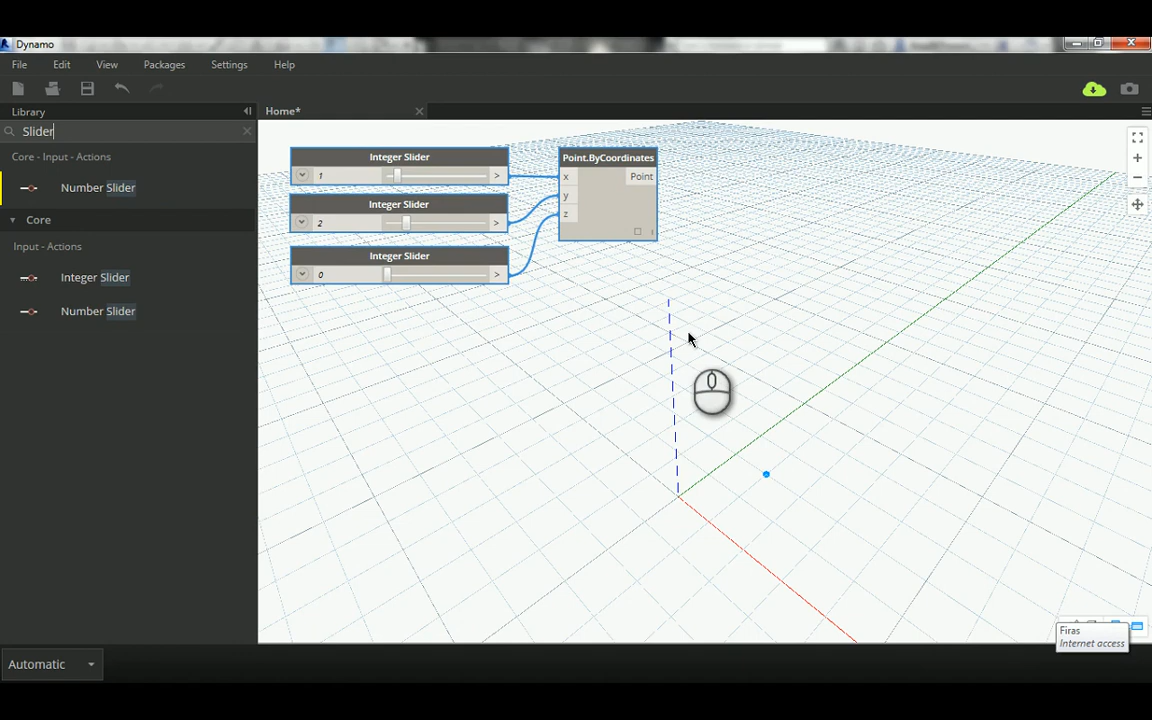 Dynamo
File Edit View Packages Settings Help
Library
Home*
Slider
Core - Input - Actions
Number Slider
Core
Input - Actions
Integer Slider
Number Slider
Integer Slider
1 >
Integer Slider
2 >
Integer Slider
0 >
Point.ByCoordinates
x Point
y
z
Firas
Internet access
Automatic